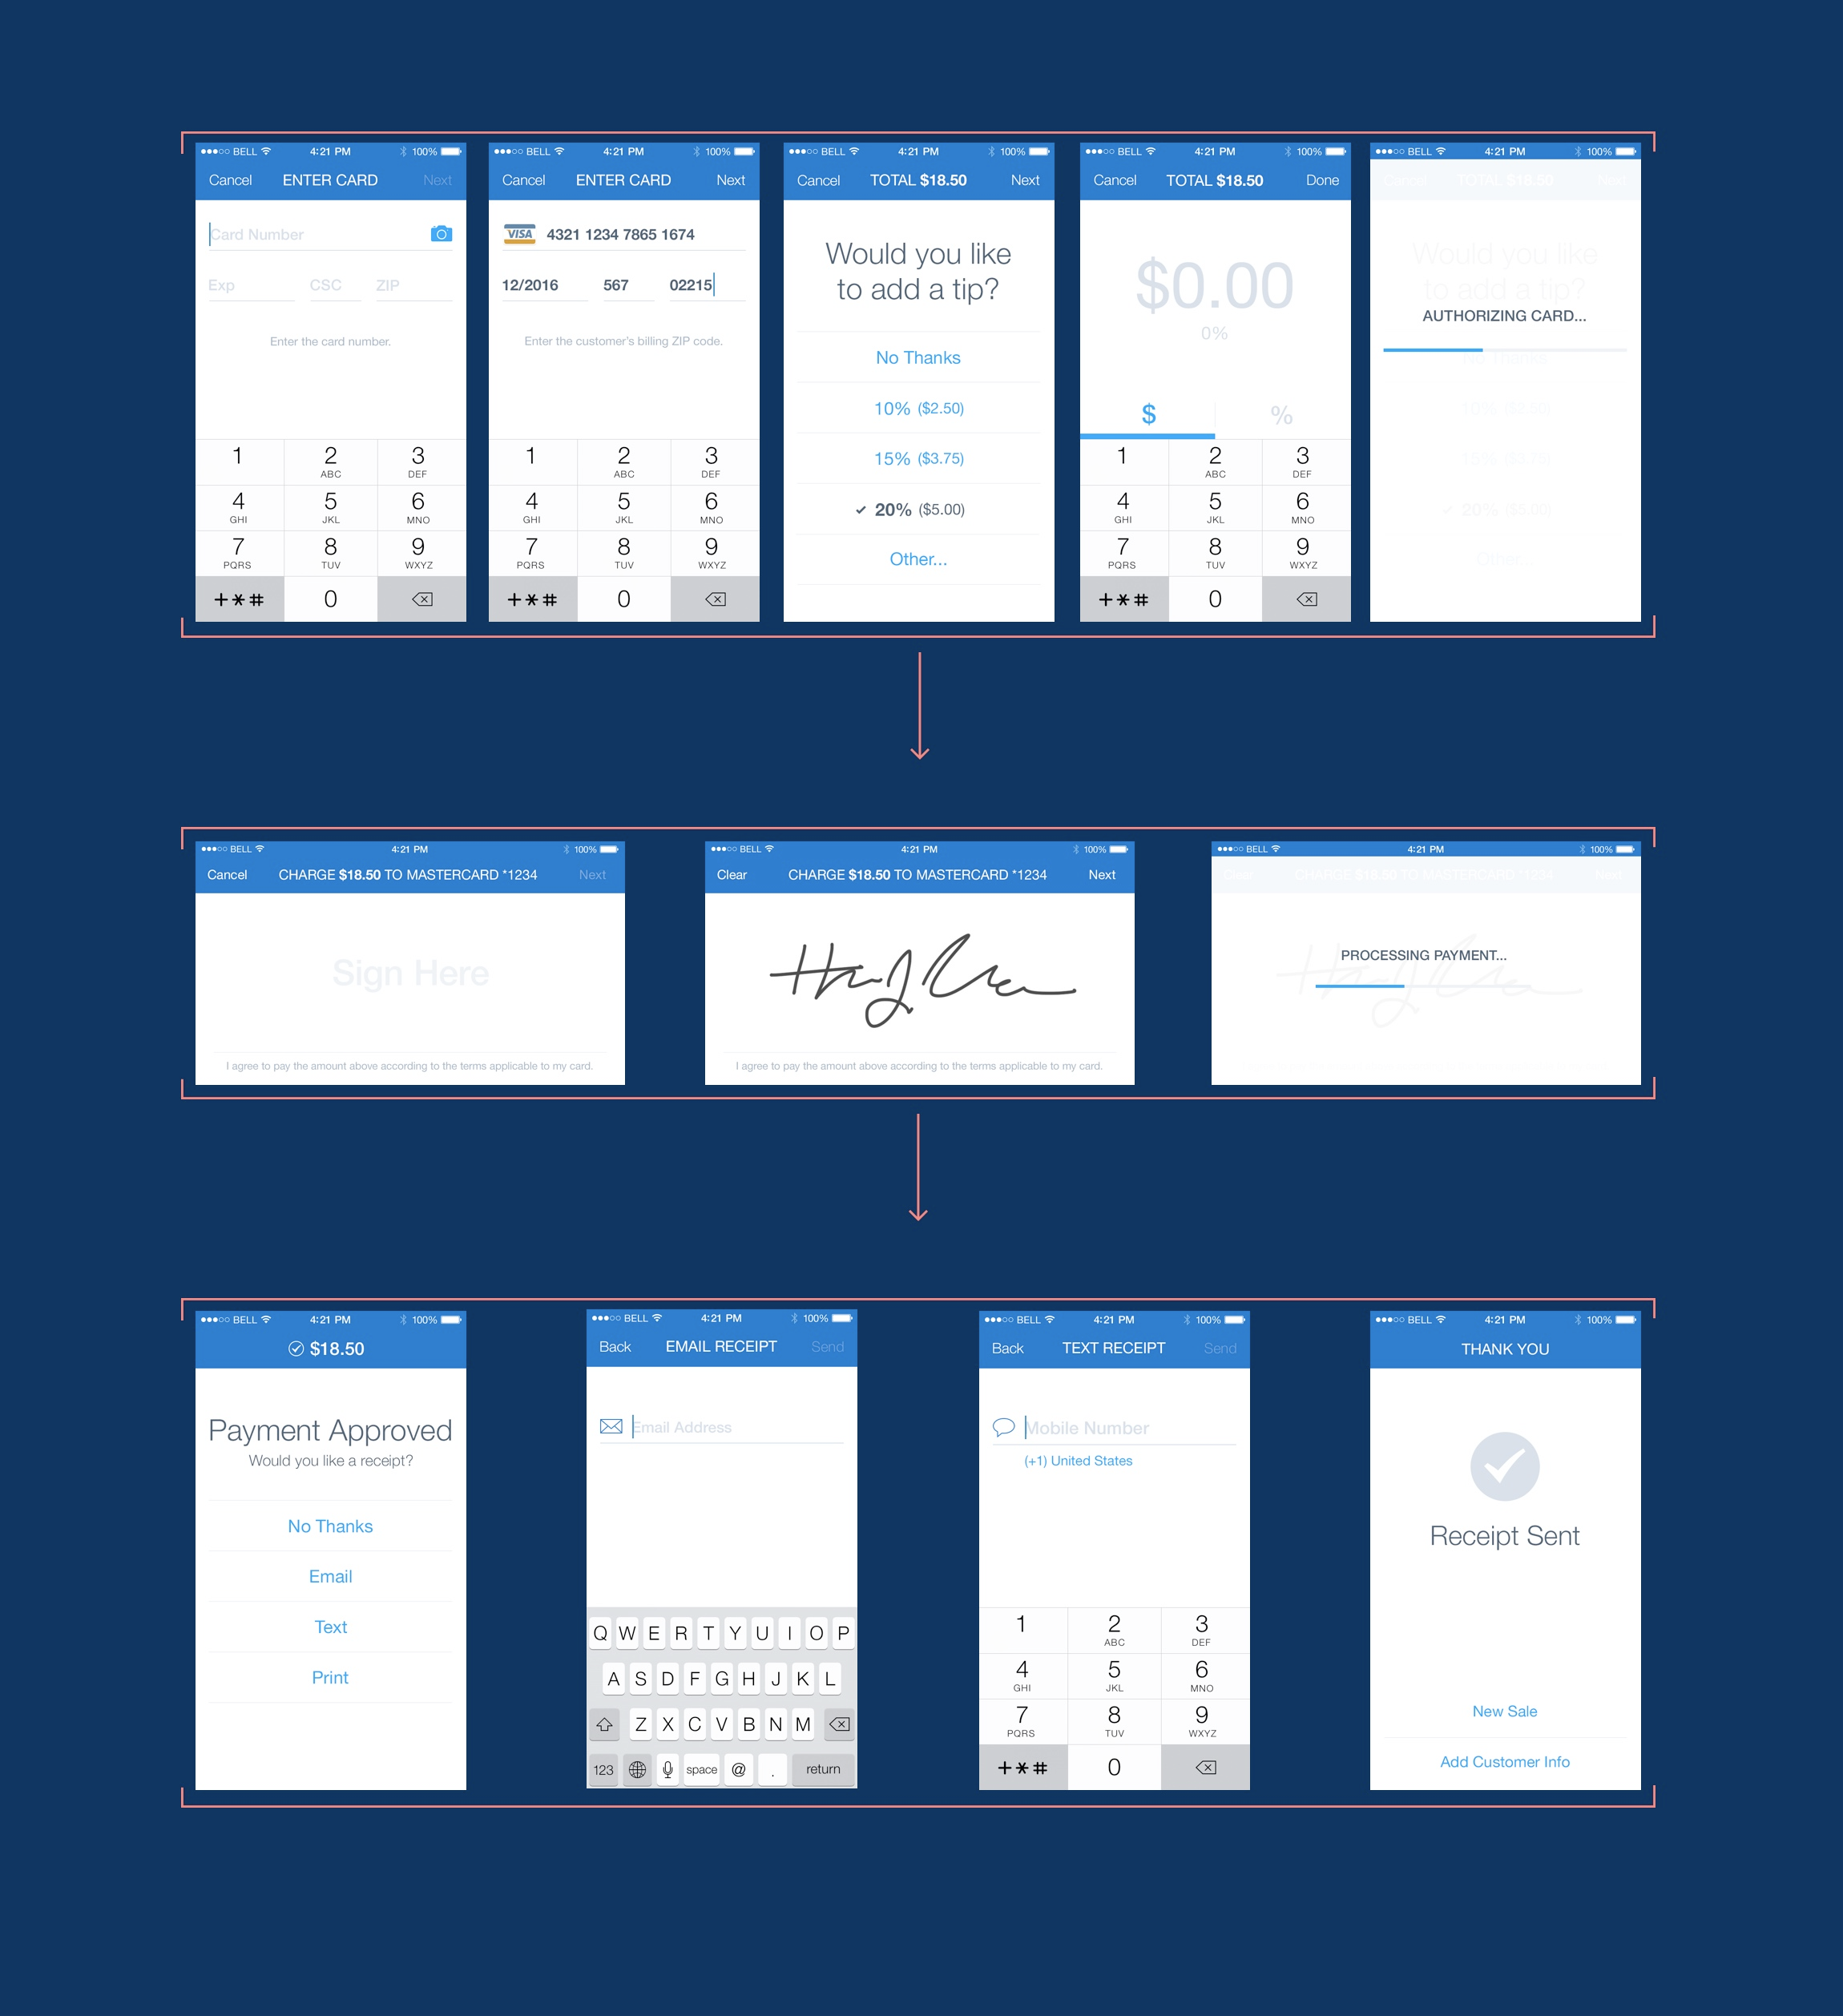 BELL 4:21 PM 100%
Cancel ENTER CARD Next
Card Number
Exp CSC ZIP
Enter the card number.
1 2 3
ABC DEF
4 5 6
GHI JKL MNO
7 8 9
PQRS TUV WXYZ
+*# 0
BELL 4:21 PM 100%
Cancel ENTER CARD Next
VISA 4321 1234 7865 1674
12/2016 567 02215
Enter the customer's billing ZIP code.
1 2 3
ABC DEF
4 5 6
GHI JKL MNO
7 8 9
PQRS TUV WXYZ
+*# 0
BELL 4:21 PM 100%
Cancel TOTAL $18.50 Next
Would you like
to add a tip?
No Thanks
10% ($2.50)
15% ($3.75)
20% ($5.00)
Other...
BELL 4:21 PM 100%
Cancel TOTAL $18.50 Done
$0.00
0%
$ %
1 2 3
ABC DEF
4 5 6
GHI JKL MNO
7 8 9
PQRS TUV WXYZ
+*# 0
BELL 4:21 PM 100%
Cancel TOTAL $18.50 Next
Would you like
to add a tip?
AUTHORIZING CARD...
No Thanks
10% ($2.50)
15% ($3.75)
20% ($5.00)
Other...
BELL 4:21 PM 100%
Cancel CHARGE $18.50 TO MASTERCARD *1234 Next
Sign Here
I agree to pay the amount above according to the terms applicable to my card.
BELL 4:21 PM 100%
Clear CHARGE $18.50 TO MASTERCARD *1234 Next
I agree to pay the amount above according to the terms applicable to my card.
BELL 4:21 PM 100%
Clear CHARGE $18.50 TO MASTERCARD *1234 Next
PROCESSING PAYMENT...
BELL 4:21 PM 100%
$18.50
Payment Approved
Would you like a receipt?
No Thanks
Email
Text
Print
BELL 4:21 PM 100%
Back EMAIL RECEIPT Send
Email Address
Q W E R T Y U I O P
A S D F G H J K L
Z X C V B N M
123 space @ . return
BELL 4:21 PM 100%
Back TEXT RECEIPT Send
Mobile Number
(+1) United States
1 2 3
ABC DEF
4 5 6
GHI JKL MNO
7 8 9
PQRS TUV WXYZ
+*# 0
BELL 4:21 PM 100%
THANK YOU
Receipt Sent
New Sale
Add Customer Info